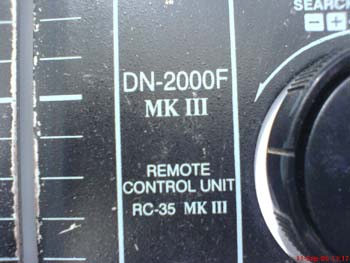 SEARCH
- +
DN-2000F
MK III
REMOTE
CONTROL UNIT
RC-35 MK III